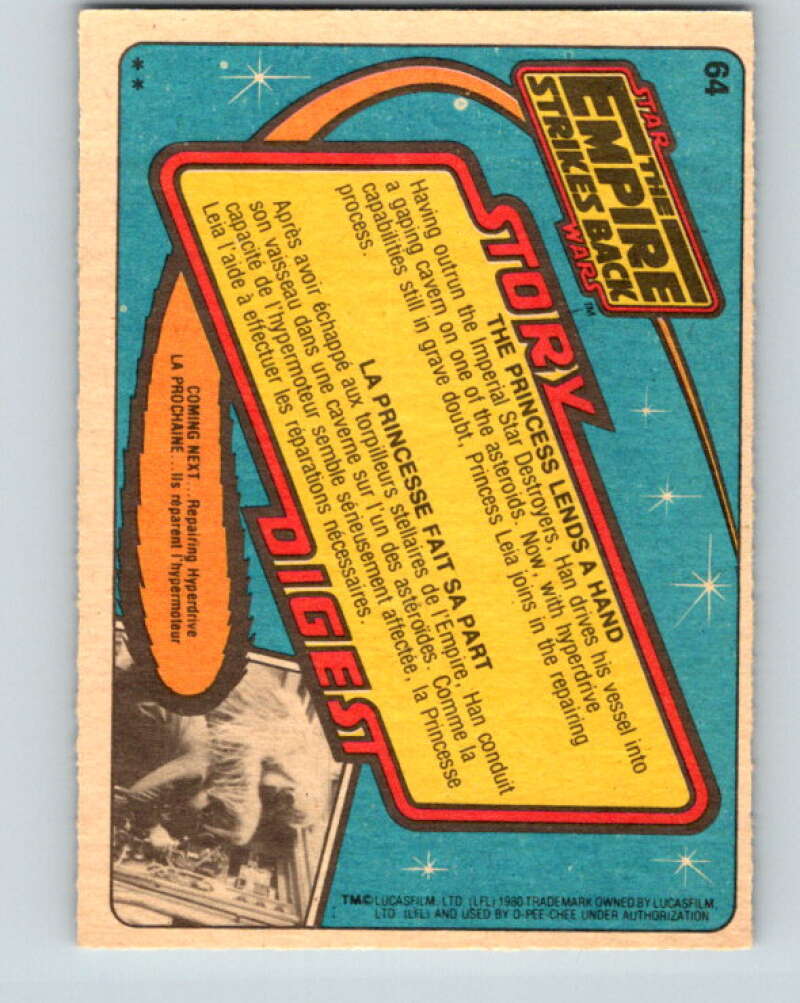 64
STAR
THE
EMPIRE
STRIKES BACK
WARS™
STORY
THE PRINCESS LENDS A HAND
Having outrun the Imperial Star Destroyers, Han drives his vessel into
a gaping cavern on one of the asteroids. Now, with hyperdrive
capabilities still in grave doubt, Princess Leia joins in the repairing
process.
LA PRINCESSE FAIT SA PART
Après avoir échappé aux torpilleurs stellaires de l'Empire, Han conduit
son vaisseau dans une caverne sur l'un des astéroïdes. Comme la
capacité de l'hypermoteur semble sérieusement affectée, la Princesse
Leia l'aide à effectuer les réparations nécessaires.
DIGEST
COMING NEXT... Repairing Hyperdrive
LA PROCHAINE... Ils réparent l'hypermoteur
**
TM©LUCASFILM, LTD. (LFL) 1980 TRADEMARK OWNED BY LUCASFILM,
LTD. (LFL) AND USED BY O-PEE-CHEE UNDER AUTHORIZATION